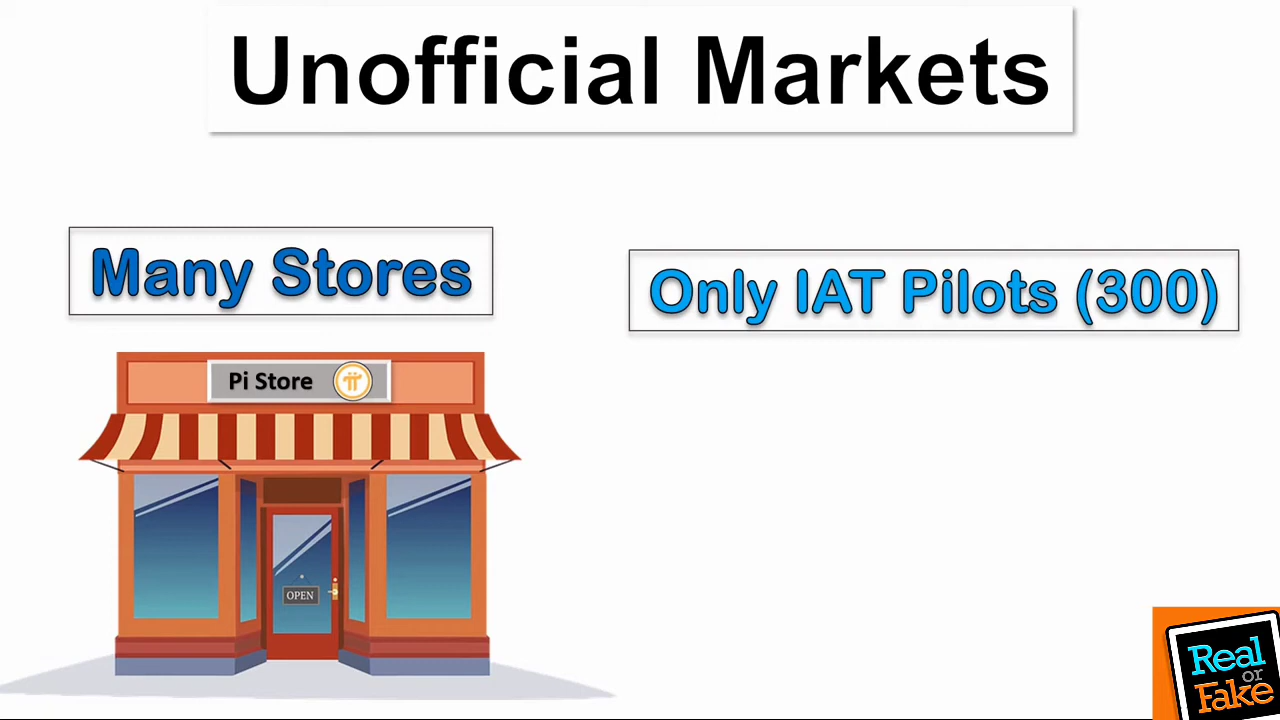 Unofficial Markets
Many Stores
Only IAT Pilots (300)
Pi Store
OPEN
Real
or
Fake